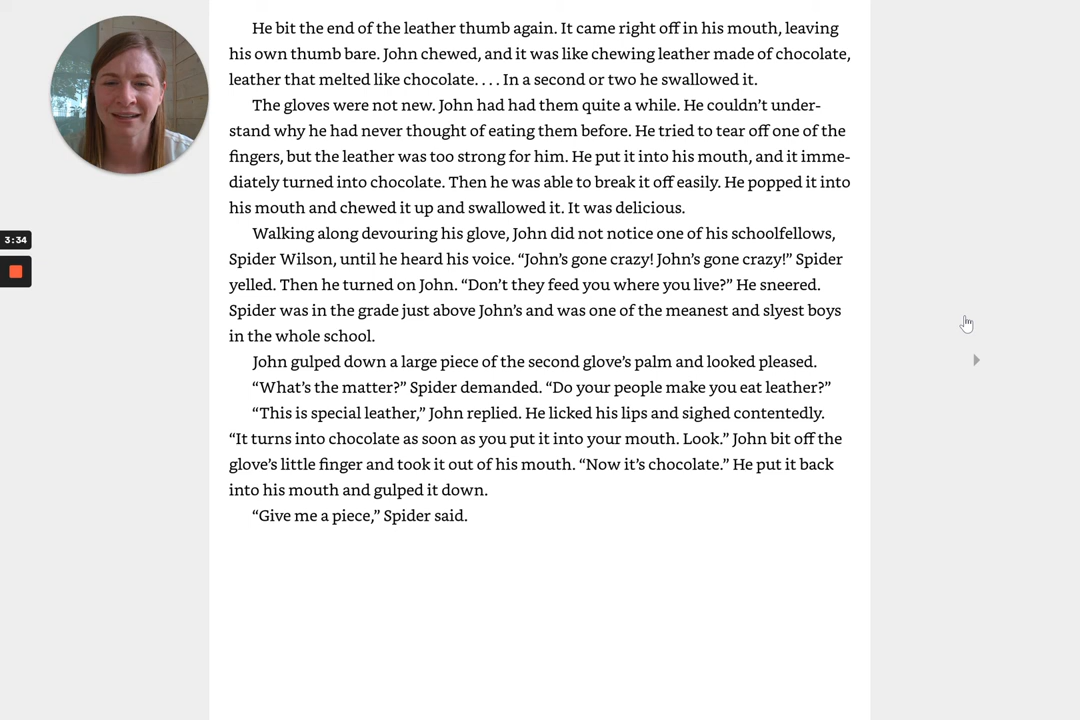 He bit the end of the leather thumb again. It came right off in his mouth, leaving
his own thumb bare. John chewed, and it was like chewing leather made of chocolate,
leather that melted like chocolate. . . . In a second or two he swallowed it.
The gloves were not new. John had had them quite a while. He couldn’t under-
stand why he had never thought of eating them before. He tried to tear off one of the
fingers, but the leather was too strong for him. He put it into his mouth, and it imme-
diately turned into chocolate. Then he was able to break it off easily. He popped it into
his mouth and chewed it up and swallowed it. It was delicious.
Walking along devouring his glove, John did not notice one of his schoolfellows,
3:34
Spider Wilson, until he heard his voice. “John’s gone crazy! John’s gone crazy!” Spider
yelled. Then he turned on John. “Don’t they feed you where you live?” He sneered.
Spider was in the grade just above John’s and was one of the meanest and slyest boys
in the whole school.
John gulped down a large piece of the second glove’s palm and looked pleased.
“What’s the matter?” Spider demanded. “Do your people make you eat leather?”
“This is special leather,” John replied. He licked his lips and sighed contentedly.
“It turns into chocolate as soon as you put it into your mouth. Look.” John bit off the
glove’s little finger and took it out of his mouth. “Now it’s chocolate.” He put it back
into his mouth and gulped it down.
“Give me a piece,” Spider said.